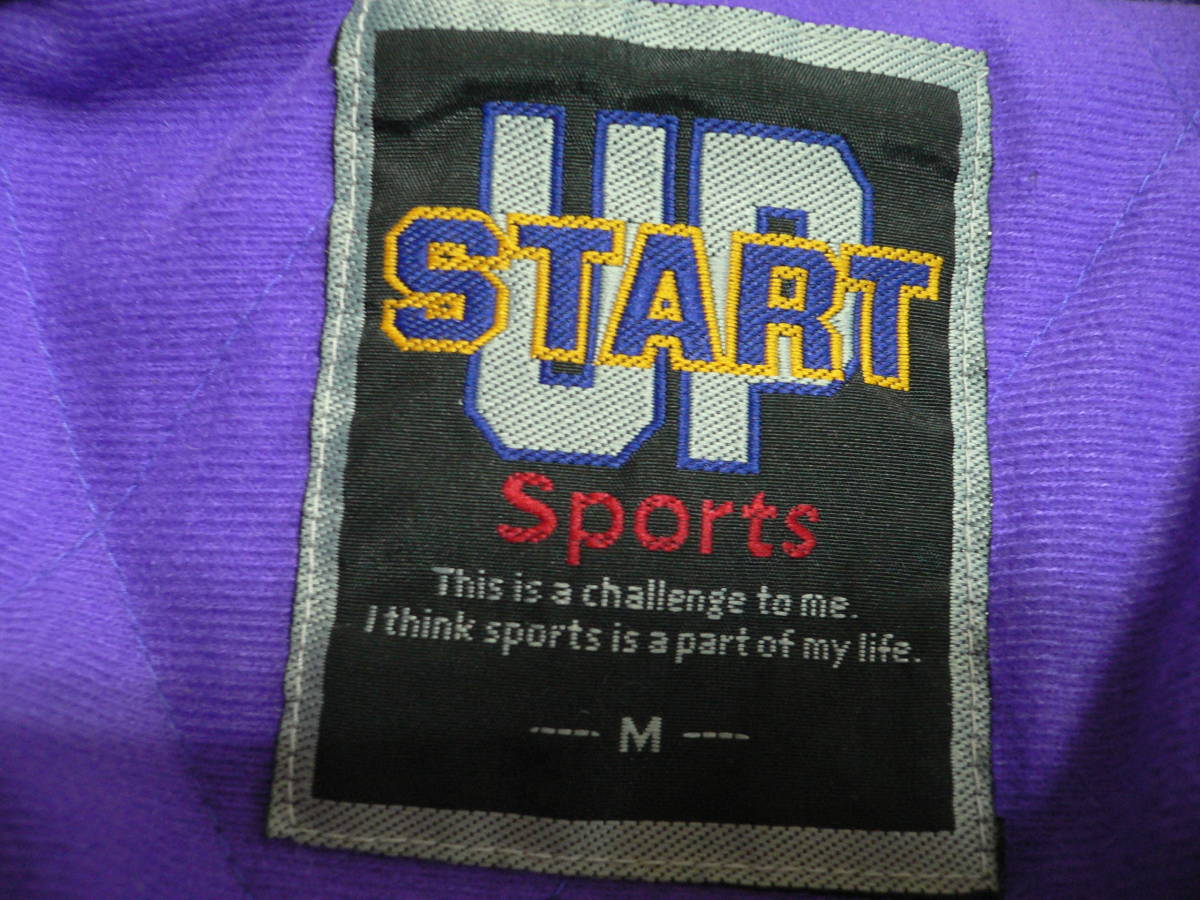 UP
START
Sports
This is a challenge to me.
I think sports is a part of my life.
---- M ----